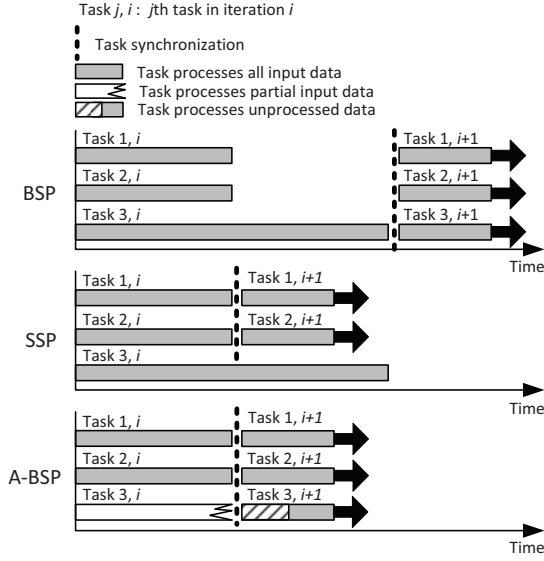 Task j, i : jth task in iteration i
Task synchronization
Task processes all input data
Task processes partial input data
Task processes unprocessed data
BSP
Task 1, i
Task 1, i+1
Task 2, i
Task 2, i+1
Task 3, i
Task 3, i+1
Time
SSP
Task 1, i
Task 1, i+1
Task 2, i
Task 2, i+1
Task 3, i
Time
A-BSP
Task 1, i
Task 1, i+1
Task 2, i
Task 2, i+1
Task 3, i
Task 3, i+1
Time